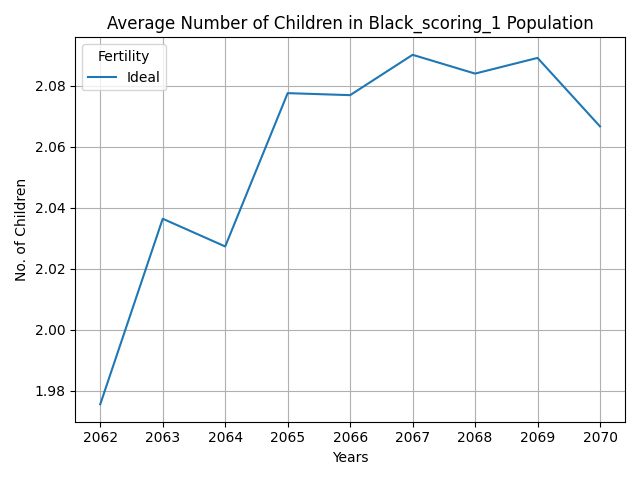 Average Number of Children in Black_scoring_1 Population
Fertility
Ideal
2.08
2.06
2.04
2.02
2.00
1.98
No. of Children
2062 2063 2064 2065 2066 2067 2068 2069 2070
Years